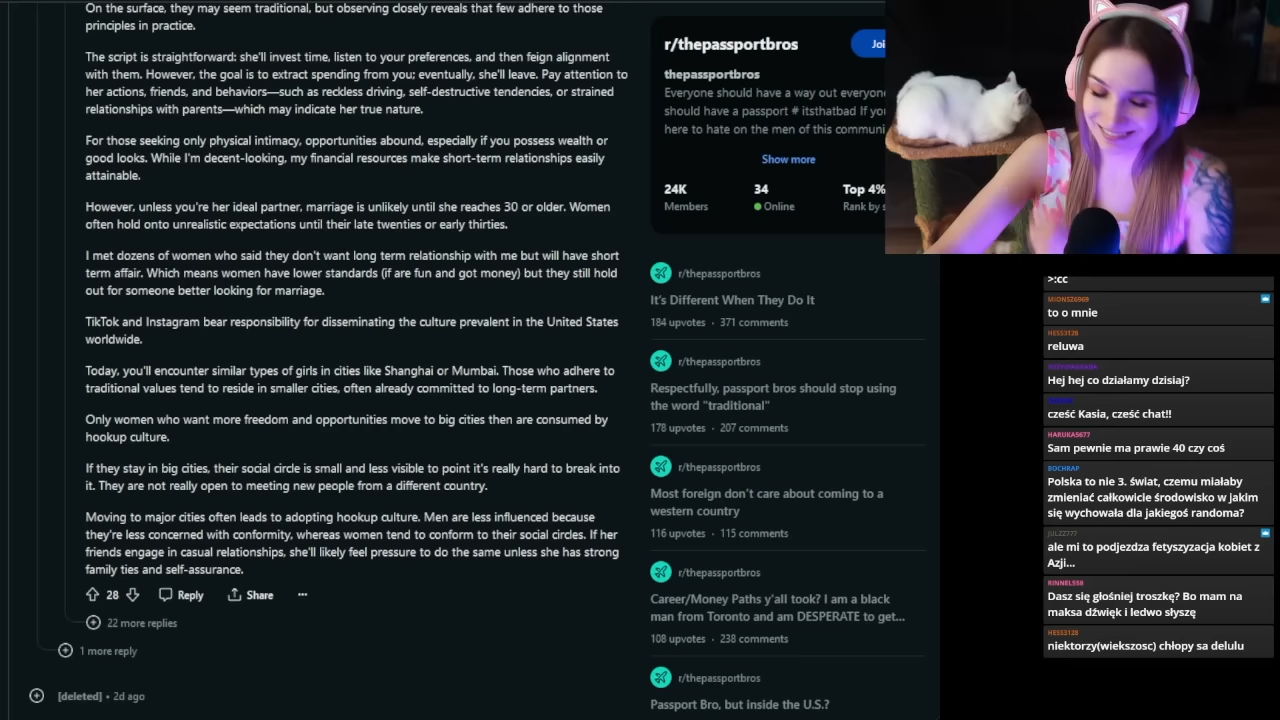 On the surface, they may seem traditional, but observing closely reveals that few adhere to those
principles in practice.
The script is straightforward: she'll invest time, listen to your preferences, and then feign alignment
with them. However, the goal is to extract spending from you; eventually, she'll leave. Pay attention to
her actions, friends, and behaviors—such as reckless driving, self-destructive tendencies, or strained
relationships with parents—which may indicate her true nature.
For those seeking only physical intimacy, opportunities abound, especially if you possess wealth or
good looks. While I'm decent-looking, my financial resources make short-term relationships easily
attainable.
However, unless you're her ideal partner, marriage is unlikely until she reaches 30 or older. Women
often hold onto unrealistic expectations until their late twenties or early thirties.
I met dozens of women who said they don't want long term relationship with me but will have short
term affair. Which means women have lower standards (if are fun and got money) but they still hold
out for someone better looking for marriage.
TikTok and Instagram bear responsibility for disseminating the culture prevalent in the United States
worldwide.
Today, you'll encounter similar types of girls in cities like Shanghai or Mumbai. Those who adhere to
traditional values tend to reside in smaller cities, often already committed to long-term partners.
Only women who want more freedom and opportunities move to big cities then are consumed by
hookup culture.
If they stay in big cities, their social circle is small and less visible to point it's really hard to break into
it. They are not really open to meeting new people from a different country.
Moving to major cities often leads to adopting hookup culture. Men are less influenced because
they're less concerned with conformity, whereas women tend to conform to their social circles. If her
friends engage in casual relationships, she'll likely feel pressure to do the same unless she has strong
family ties and self-assurance.
28 Reply Share ...
22 more replies
1 more reply
[deleted] • 2d ago
r/thepassportbros
Joi
thepassportbros
Everyone should have a way out everyone
should have a passport # itsthatbad If you
here to hate on the men of this communi
Show more
24K 34 Top 4%
Members Online Rank by s
r/thepassportbros
It's Different When They Do It
184 upvotes · 371 comments
r/thepassportbros
Respectfully, passport bros should stop using
the word "traditional"
178 upvotes · 207 comments
r/thepassportbros
Most foreign don't care about coming to a
western country
116 upvotes · 115 comments
r/thepassportbros
Career/Money Paths y'all took? I am a black
man from Toronto and am DESPERATE to get...
108 upvotes · 238 comments
r/thepassportbros
Passport Bro, but inside the U.S.?
>:cc
MIONSZ6969
to o mnie
HESS3128
reluwa
Hej hej co działamy dzisiaj?
cześć Kasia, cześć chat!!
HARUKA5677
Sam pewnie ma prawie 40 czy coś
BOCHRAP
Polska to nie 3. świat, czemu miałaby
zmieniać całkowicie środowisko w jakim
się wychowała dla jakiegoś randoma?
JULZZ777
ale mi to podjezdza fetyszyzacja kobiet z
Azji...
RINNEL558
Dasz się głośniej troszkę? Bo mam na
maksa dźwięk i ledwo słyszę
HESS3128
niektorzy(wiekszosc) chłopy sa delulu